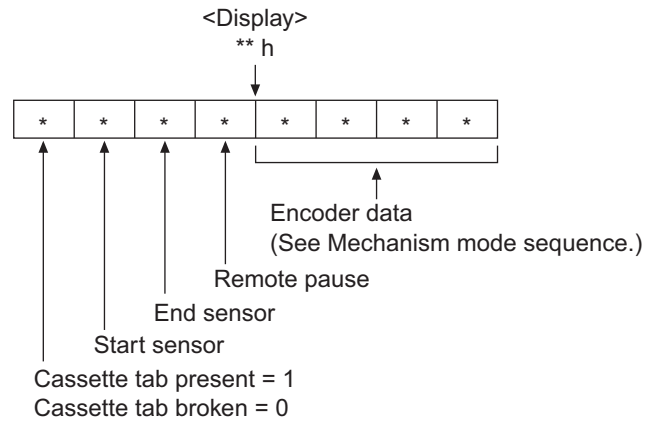 <Display>
** h
* * * * * * * *
Encoder data
(See Mechanism mode sequence.)
Remote pause
End sensor
Start sensor
Cassette tab present = 1
Cassette tab broken = 0